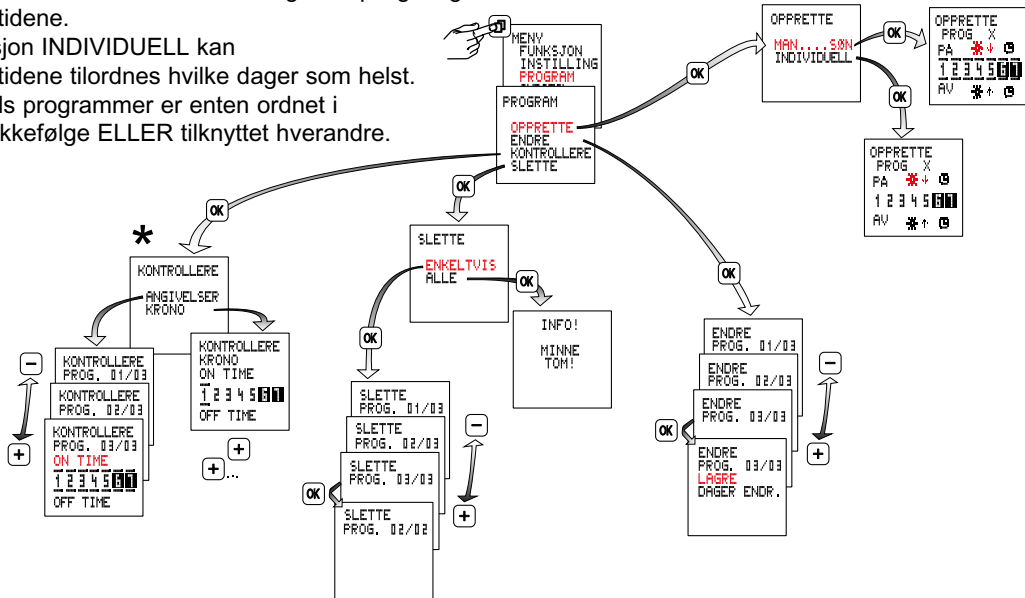 tidene.
sjon INDIVIDUELL kan
tidene tilordnes hvilke dager som helst.
ds programmer er enten ordnet i
kkefølge ELLER tilknyttet hverandre.
MENY
FUNKSJON
INSTILLING
PROGRAM
PROGRAM
OPPRETTE
ENDRE
KONTROLLERE
SLETTE
OK
OPPRETTE
MAN....SØN
INDIVIDUELL
OK
OK
OPPRETTE
PROG X
PA
1 2 3 4 5 6 7
AV
OPPRETTE
PROG X
PA
1 2 3 4 5 6 7
AV
OK
*
KONTROLLERE
ANGIVELSER
KRONO
KONTROLLERE
PROG. 01/03
KONTROLLERE
PROG. 02/03
KONTROLLERE
PROG. 03/03
ON TIME
1 2 3 4 5 6 7
OFF TIME
−
+
KONTROLLERE
KRONO
ON TIME
1 2 3 4 5 6 7
OFF TIME
+
+...
OK
SLETTE
ENKELTVIS
ALLE
OK
OK
INFO!
MINNE
TOM!
SLETTE
PROG. 01/03
SLETTE
PROG. 02/03
SLETTE
PROG. 03/03
OK
SLETTE
PROG. 02/02
−
+
OK
ENDRE
PROG. 01/03
ENDRE
PROG. 02/03
ENDRE
PROG. 03/03
OK
ENDRE
PROG. 03/03
LAGRE
DAGER ENDR.
−
+